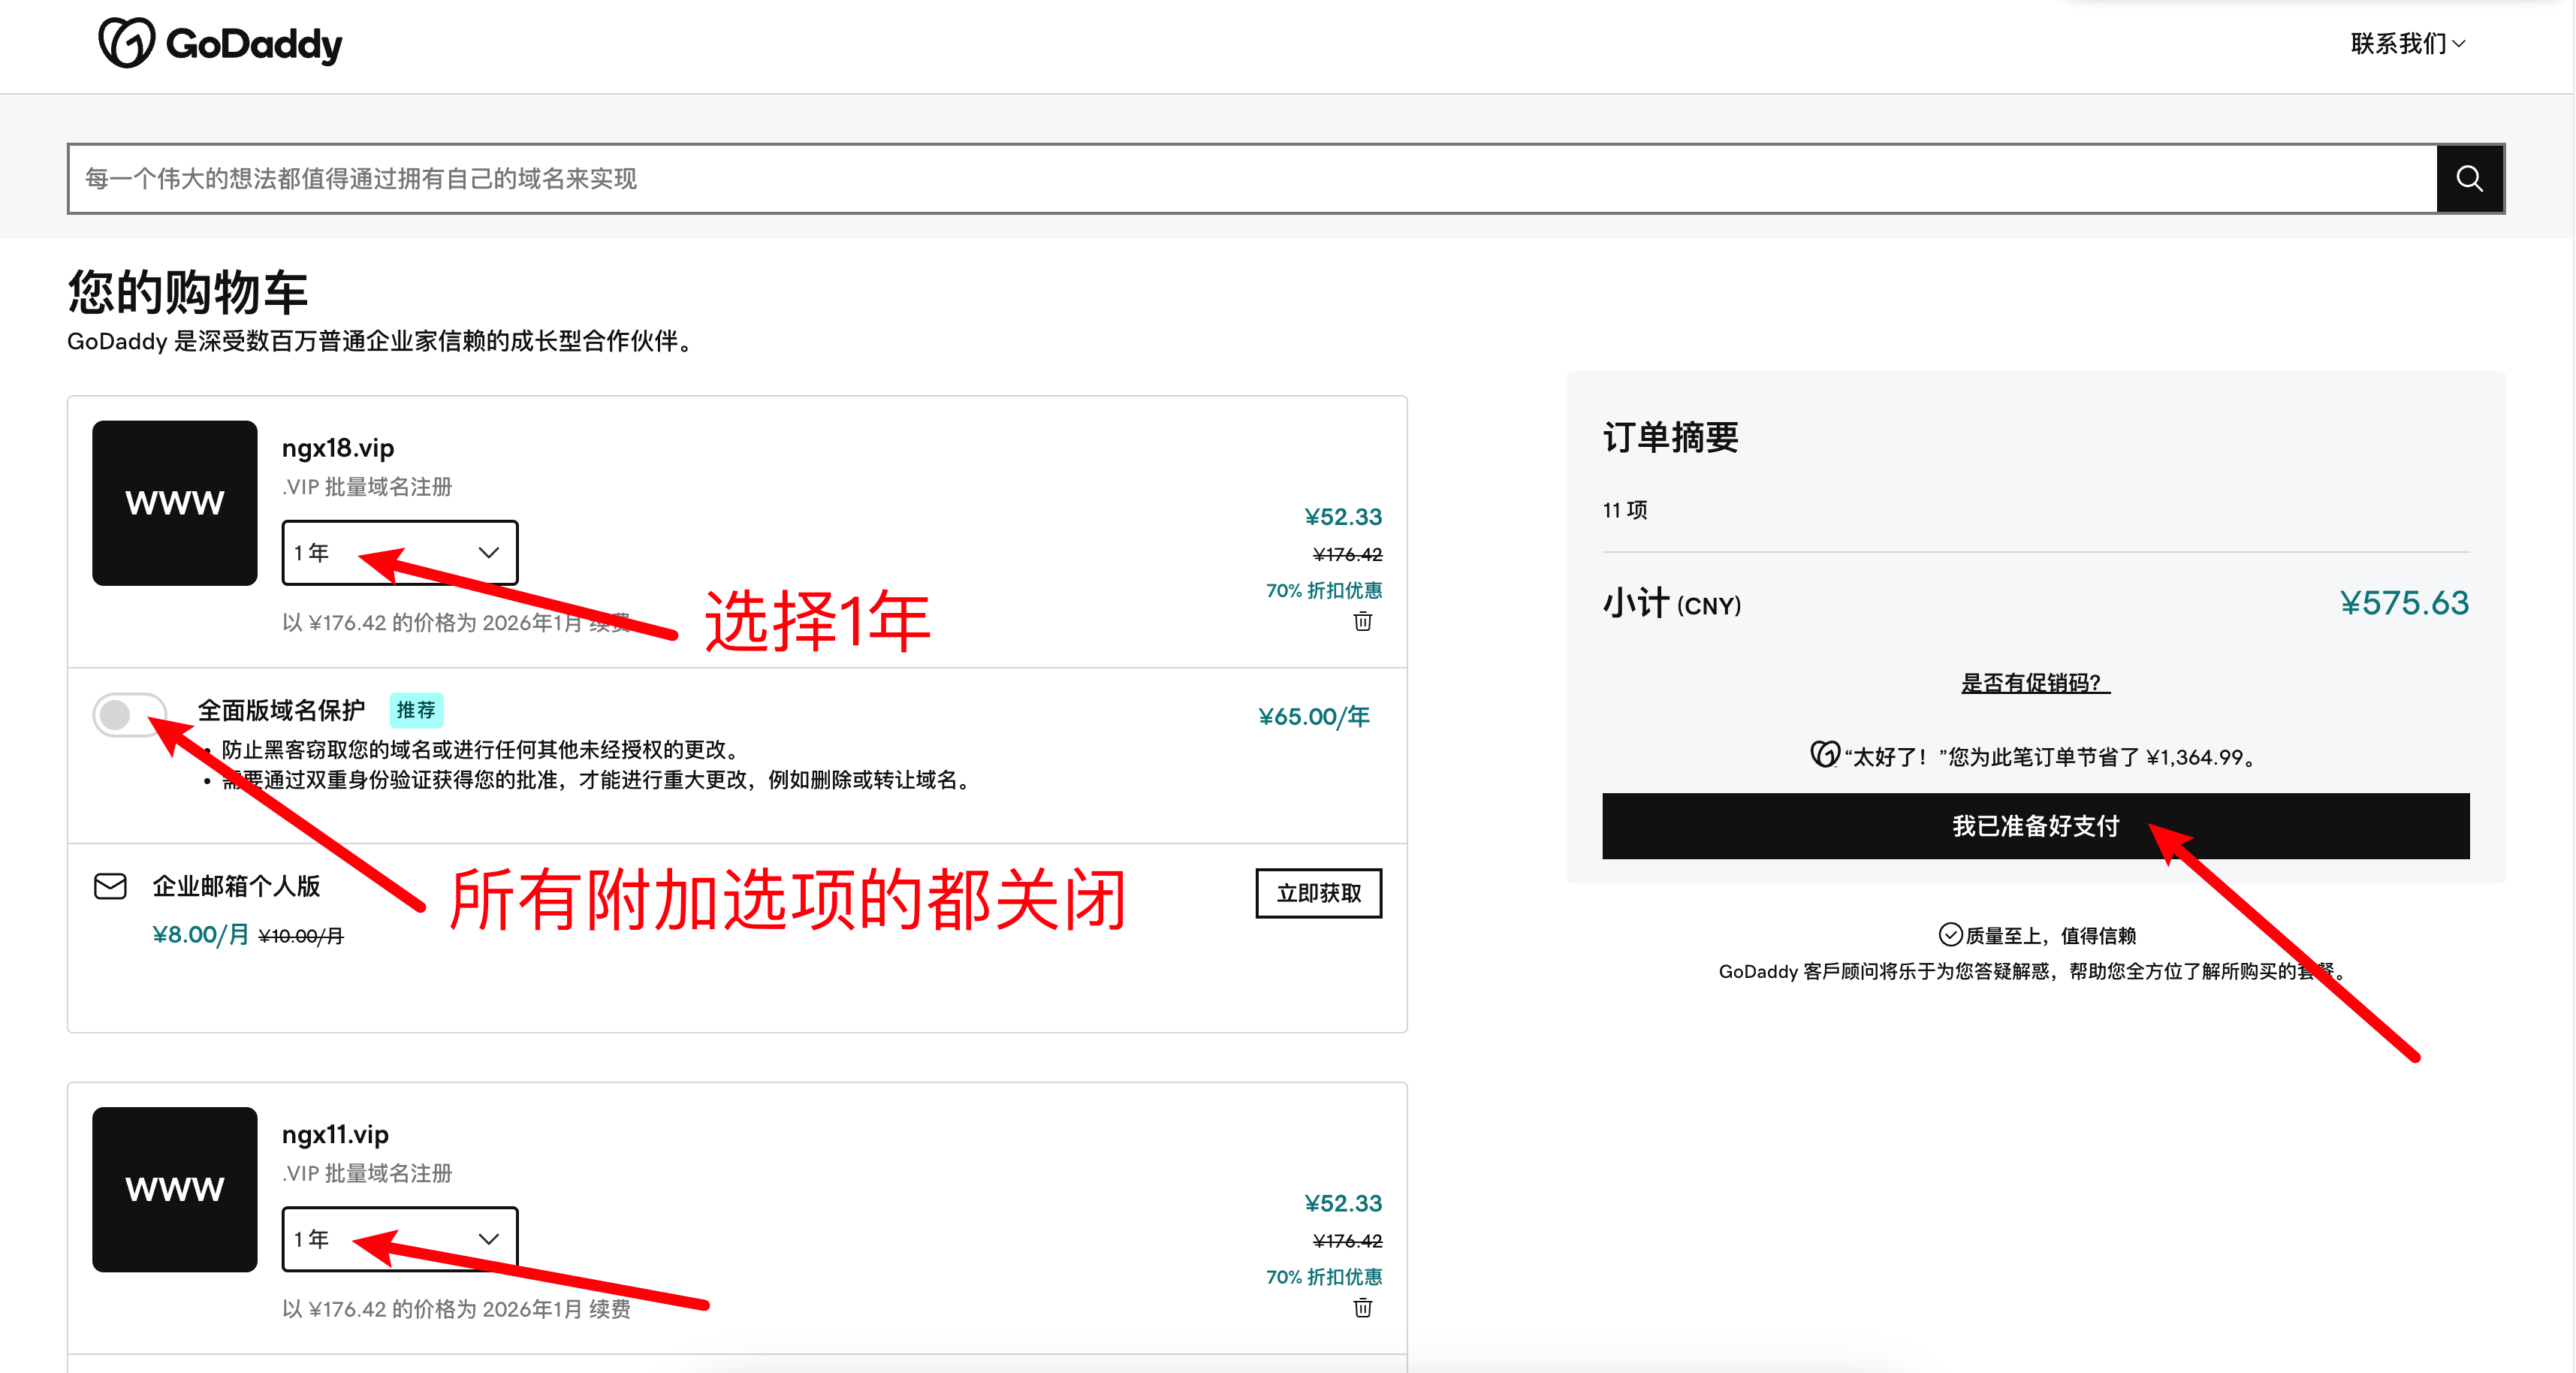 GoDaddy
联系我们
每一个伟大的想法都值得通过拥有自己的域名来实现
您的购物车
GoDaddy 是深受数百万普通企业家信赖的成长型合作伙伴。
www
ngx18.vip
.VIP 批量域名注册
1 年
以 ¥176.42 的价格为 2026年1月 续费
¥52.33
¥176.42
70% 折扣优惠
选择1年
全面版域名保护
推荐
¥65.00/年
• 防止黑客窃取您的域名或进行任何其他未经授权的更改。
• 需要通过双重身份验证获得您的批准，才能进行重大更改，例如删除或转让域名。
所有附加选项的都关闭
企业邮箱个人版
¥8.00/月 ¥10.00/月
立即获取
www
ngx11.vip
.VIP 批量域名注册
1 年
以 ¥176.42 的价格为 2026年1月 续费
¥52.33
¥176.42
70% 折扣优惠
订单摘要
11 项
小计 (CNY)
¥575.63
是否有促销码？
“太好了！”您为此笔订单节省了 ¥1,364.99。
我已准备好支付
质量至上，值得信赖
GoDaddy 客戶顾问将乐于为您答疑解惑，帮助您全方位了解所购买的套餐。